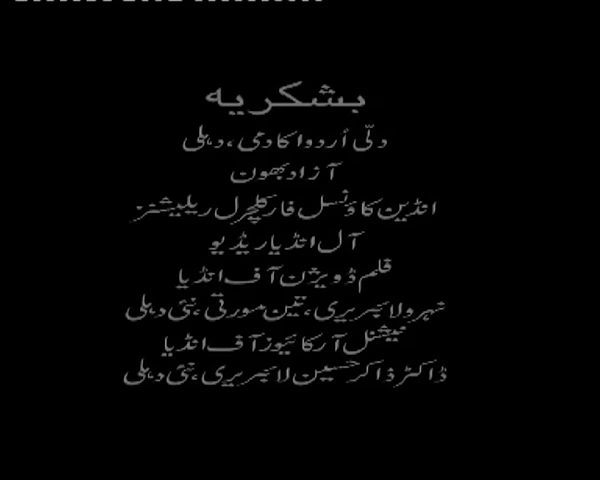 بشکریہ
دلّی اُردو اکادمی، دہلی
آزاد بھون
انڈین کاؤنسل فار کلچرل ریلیشنز
آل انڈیا ریڈیو
فلم ڈویژن آف انڈیا
نہرو لائبریری، تین مورتی، نئی دہلی
نیشنل آرکائیوز آف انڈیا
ڈاکٹر ذاکر حسین لائبریری، نئی دہلی